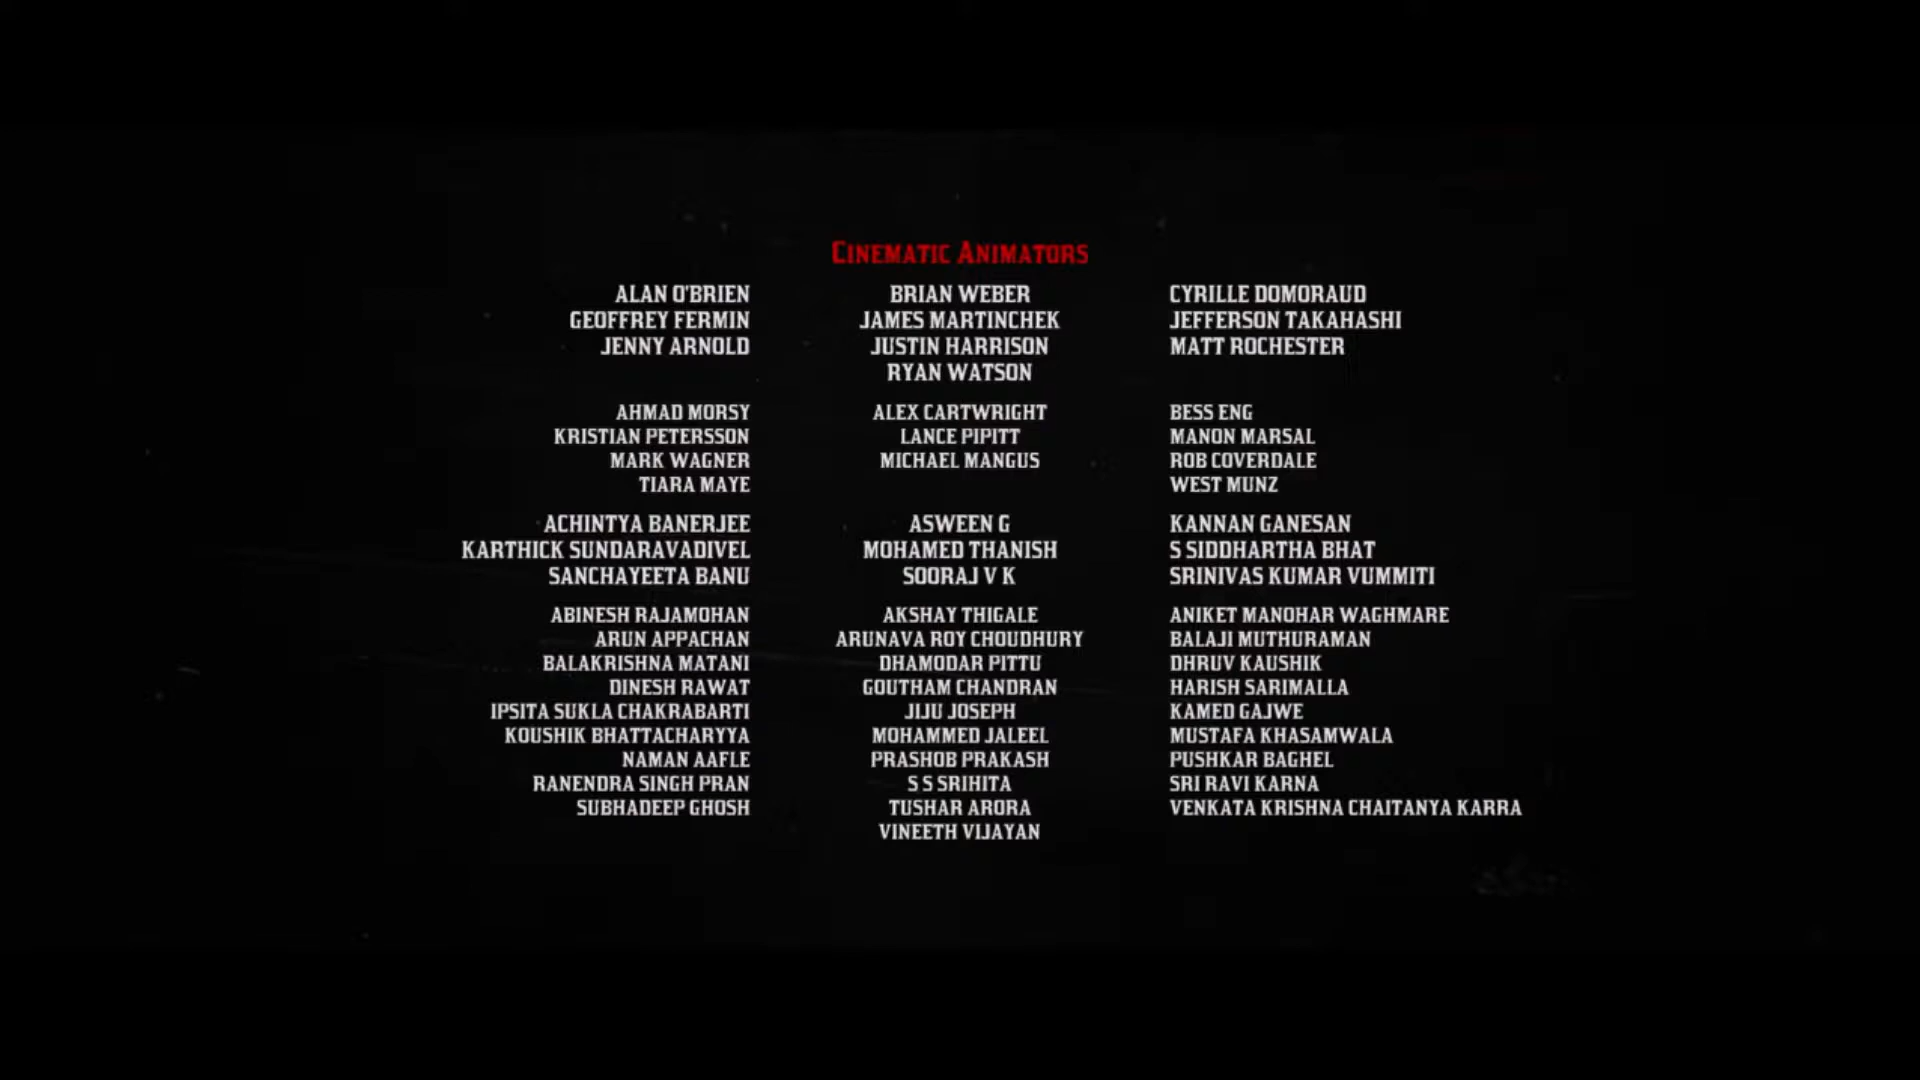 CINEMATIC ANIMATORS
ALAN O'BRIEN BRIAN WEBER CYRILLE DOMORAUD
GEOFFREY FERMIN JAMES MARTINCHEK JEFFERSON TAKAHASHI
JENNY ARNOLD JUSTIN HARRISON MATT ROCHESTER
RYAN WATSON
AHMAD MORSY ALEX CARTWRIGHT BESS ENG
KRISTIAN PETERSSON LANCE PIPITT MANON MARSAL
MARK WAGNER MICHAEL MANGUS ROB COVERDALE
TIARA MAYE WEST MUNZ
ACHINTYA BANERJEE ASWEEN G KANNAN GANESAN
KARTHICK SUNDARAVADIVEL MOHAMED THANISH S SIDDHARTHA BHAT
SANCHAYEETA BANU SOORAJ V K SRINIVAS KUMAR VUMMITI
ABINESH RAJAMOHAN AKSHAY THIGALE ANIKET MANOHAR WAGHMARE
ARUN APPACHAN ARUNAVA ROY CHOUDHURY BALAJI MUTHURAMAN
BALAKRISHNA MATANI DHAMODAR PITTU DHRUV KAUSHIK
DINESH RAWAT GOUTHAM CHANDRAN HARISH SARIMALLA
IPSITA SUKLA CHAKRABARTI JIJU JOSEPH KAMED GAJWE
KOUSHIK BHATTACHARYYA MOHAMMED JALEEL MUSTAFA KHASAMWALA
NAMAN AAFLE PRASHOB PRAKASH PUSHKAR BAGHEL
RANENDRA SINGH PRAN S S SRIHITA SRI RAVI KARNA
SUBHADEEP GHOSH TUSHAR ARORA VENKATA KRISHNA CHAITANYA KARRA
VINEETH VIJAYAN